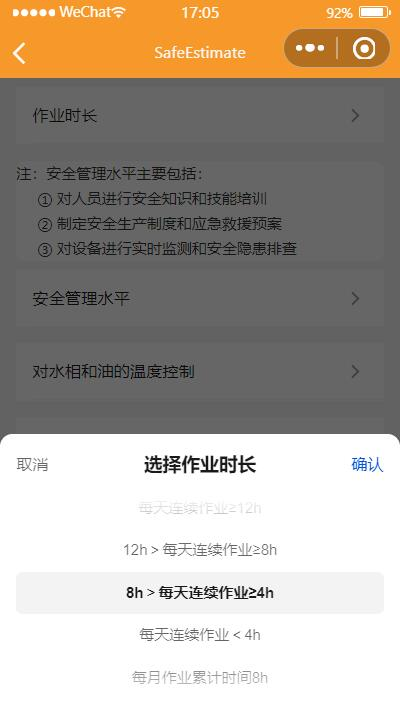 WeChat 17:05 92%
SafeEstimate
作业时长
注：安全管理水平主要包括：
① 对人员进行安全知识和技能培训
② 制定安全生产制度和应急救援预案
③ 对设备进行实时监测和安全隐患排查
安全管理水平
对水相和油的温度控制
取消 选择作业时长 确认
每天连续作业≥12h
12h > 每天连续作业≥8h
8h > 每天连续作业≥4h
每天连续作业 < 4h
每月作业累计时间8h